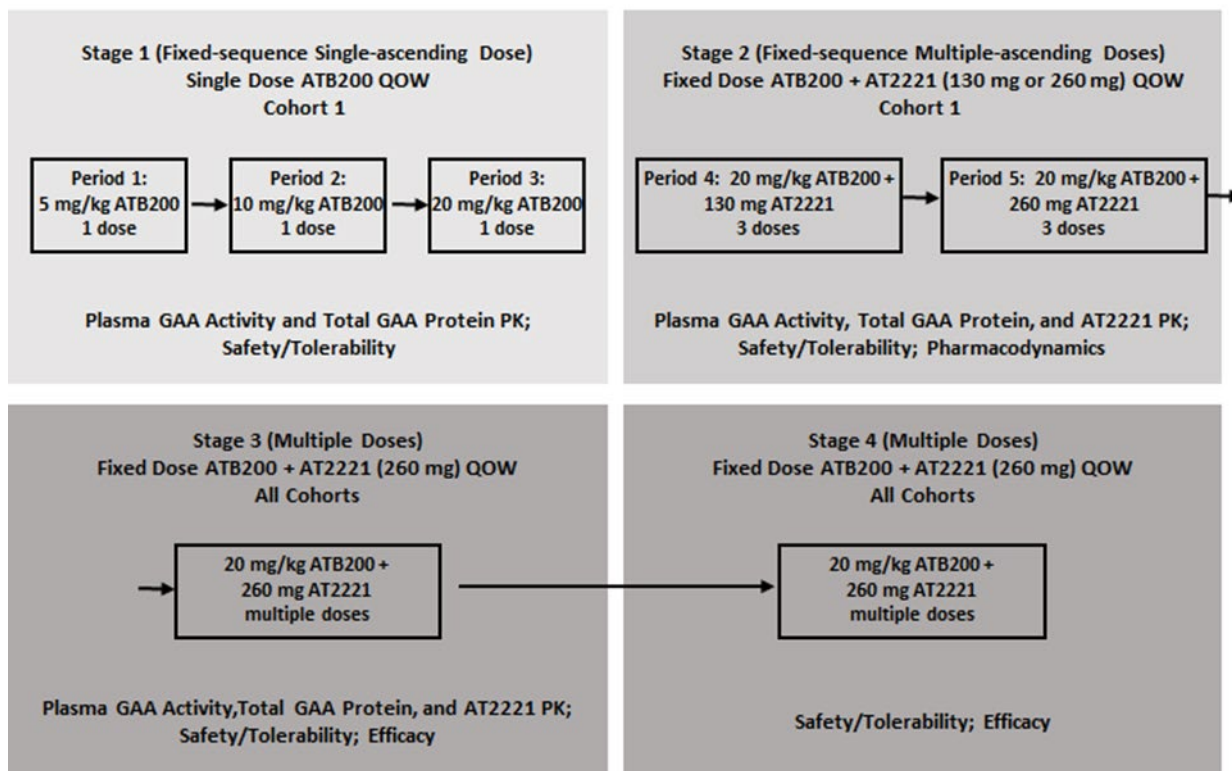 Stage 1 (Fixed-sequence Single-ascending Dose)
Single Dose ATB200 QOW
Cohort 1
Period 1:
5 mg/kg ATB200
1 dose
Period 2:
10 mg/kg ATB200
1 dose
Period 3:
20 mg/kg ATB200
1 dose
Plasma GAA Activity and Total GAA Protein PK;
Safety/Tolerability
Stage 2 (Fixed-sequence Multiple-ascending Doses)
Fixed Dose ATB200 + AT2221 (130 mg or 260 mg) QOW
Cohort 1
Period 4: 20 mg/kg ATB200 +
130 mg AT2221
3 doses
Period 5: 20 mg/kg ATB200 +
260 mg AT2221
3 doses
Plasma GAA Activity, Total GAA Protein, and AT2221 PK;
Safety/Tolerability; Pharmacodynamics
Stage 3 (Multiple Doses)
Fixed Dose ATB200 + AT2221 (260 mg) QOW
All Cohorts
20 mg/kg ATB200 +
260 mg AT2221
multiple doses
Plasma GAA Activity,Total GAA Protein, and AT2221 PK;
Safety/Tolerability; Efficacy
Stage 4 (Multiple Doses)
Fixed Dose ATB200 + AT2221 (260 mg) QOW
All Cohorts
20 mg/kg ATB200 +
260 mg AT2221
multiple doses
Safety/Tolerability; Efficacy